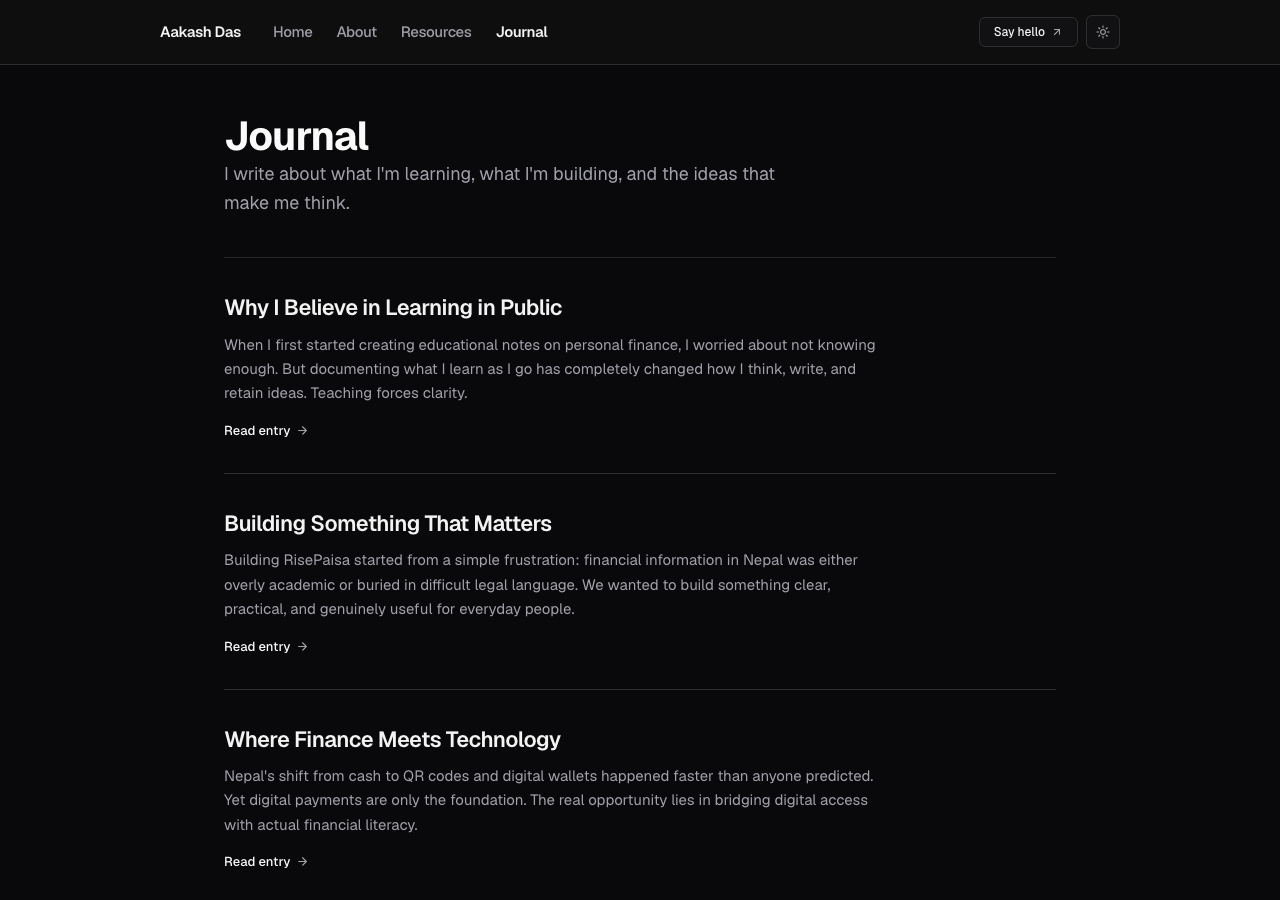 Aakash Das Home About Resources Journal Say hello
Journal
I write about what I'm learning, what I'm building, and the ideas that
make me think.
Why I Believe in Learning in Public
When I first started creating educational notes on personal finance, I worried about not knowing
enough. But documenting what I learn as I go has completely changed how I think, write, and
retain ideas. Teaching forces clarity.
Read entry →
Building Something That Matters
Building RisePaisa started from a simple frustration: financial information in Nepal was either
overly academic or buried in difficult legal language. We wanted to build something clear,
practical, and genuinely useful for everyday people.
Read entry →
Where Finance Meets Technology
Nepal's shift from cash to QR codes and digital wallets happened faster than anyone predicted.
Yet digital payments are only the foundation. The real opportunity lies in bridging digital access
with actual financial literacy.
Read entry →